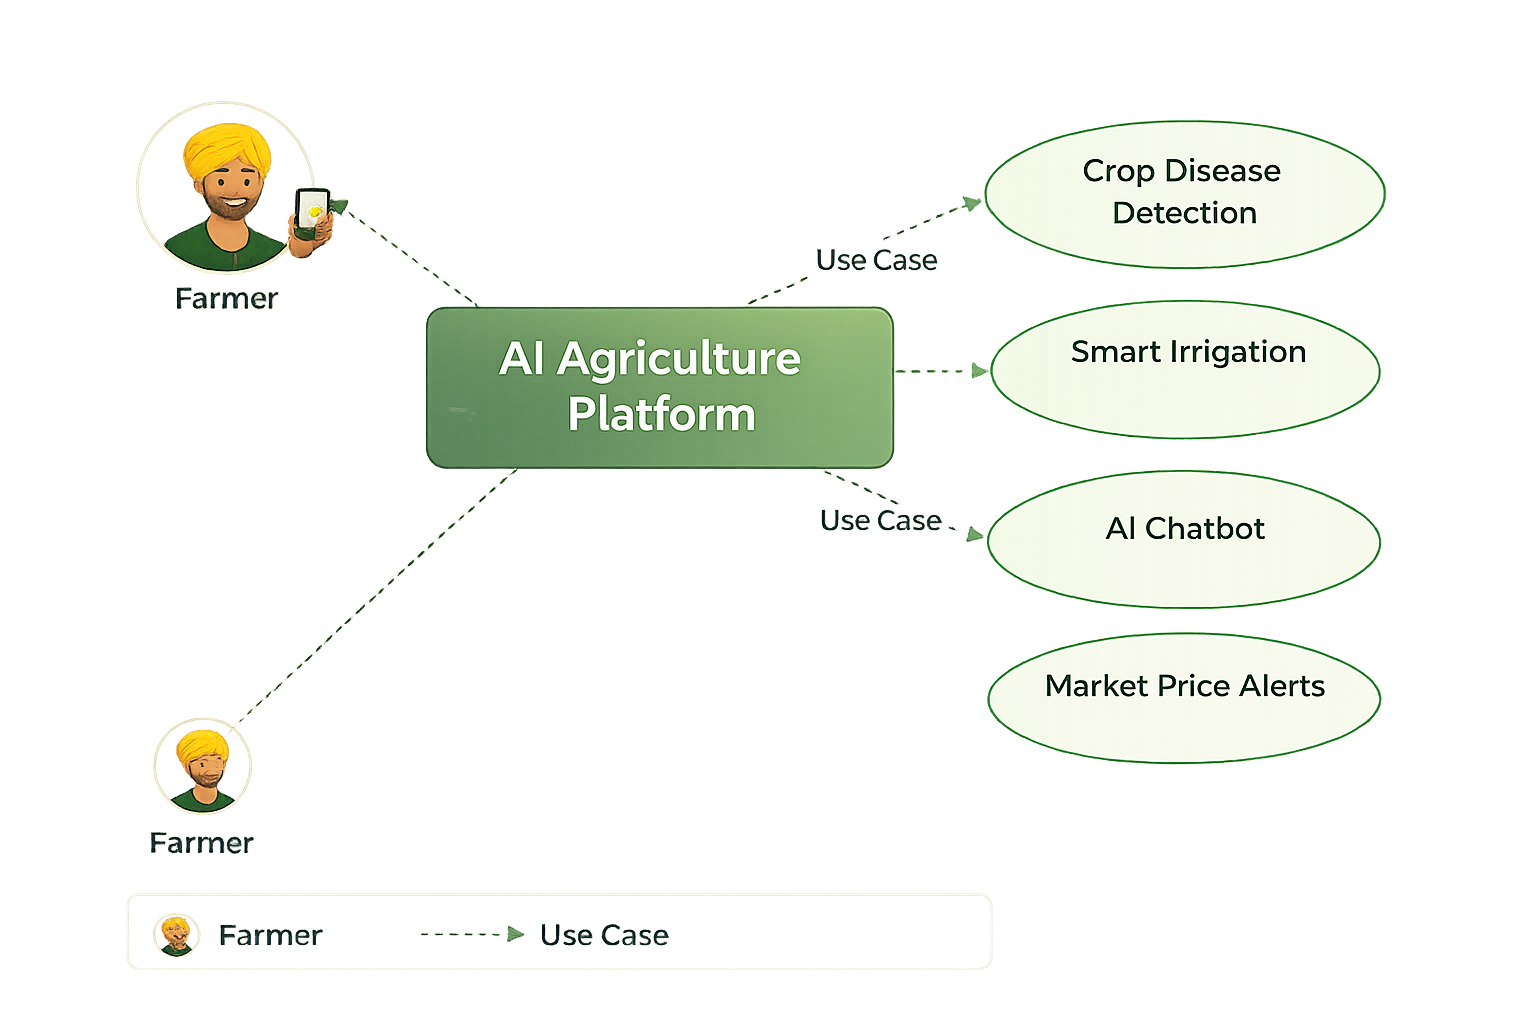 Crop Disease
Detection
Use Case
Farmer
AI Agriculture
Platform
Smart Irrigation
Use Case
AI Chatbot
Market Price Alerts
Farmer
Farmer
Use Case